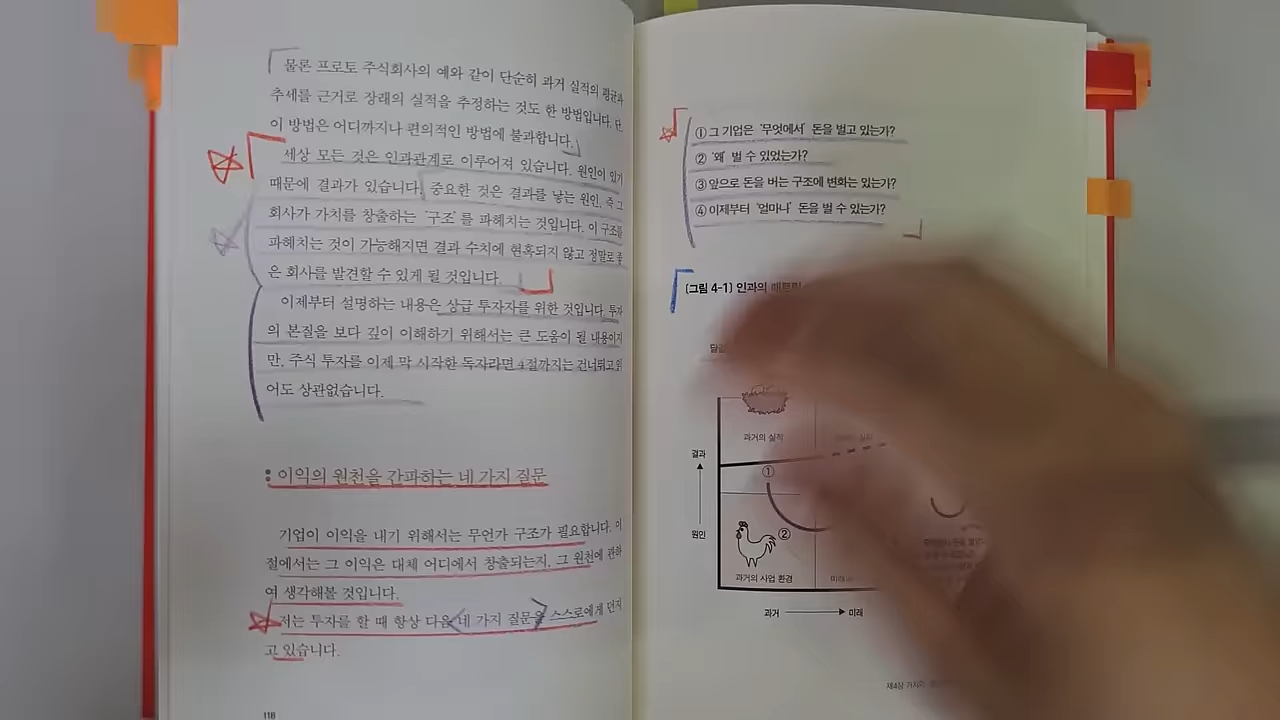 물론 프로토 주식회사의 예와 같이 단순히 과거 실적의 평균과
추세를 근거로 장래의 실적을 추정하는 것도 한 방법입니다. 단,
이 방법은 어디까지나 편의적인 방법에 불과합니다.
세상 모든 것은 인과관계로 이루어져 있습니다. 원인이 있기
때문에 결과가 있습니다. 중요한 것은 결과를 낳는 원인, 즉 그
회사가 가치를 창출하는 '구조'를 파헤치는 것입니다. 이 구조를
파헤치는 것이 가능해지면 결과 수치에 현혹되지 않고 정말로 좋
은 회사를 발견할 수 있게 될 것입니다.
이제부터 설명하는 내용은 상급 투자자를 위한 것입니다. 투자
의 본질을 보다 깊이 이해하기 위해서는 큰 도움이 될 내용이지
만, 주식 투자를 이제 막 시작한 독자라면 4절까지는 건너뛰고 읽
어도 상관없습니다.
이익의 원천을 간파하는 네 가지 질문
기업이 이익을 내기 위해서는 무언가 구조가 필요합니다. 이
절에서는 그 이익은 대체 어디에서 창출되는지, 그 원천에 관하
여 생각해볼 것입니다.
저는 투자를 할 때 항상 다음 네 가지 질문을 스스로에게 던지
고 있습니다.
118
① 그 기업은 '무엇에서' 돈을 벌고 있는가?
② '왜' 벌 수 있었는가?
③ 앞으로 돈을 버는 구조에 변화는 있는가?
④ 이제부터 '얼마나' 돈을 벌 수 있는가?
[그림 4-1] 인과의 매트릭
과거의 실적
결과
①
원인
②
과거의 사업 환경
미래
과거 → 미래
제4장 가치의